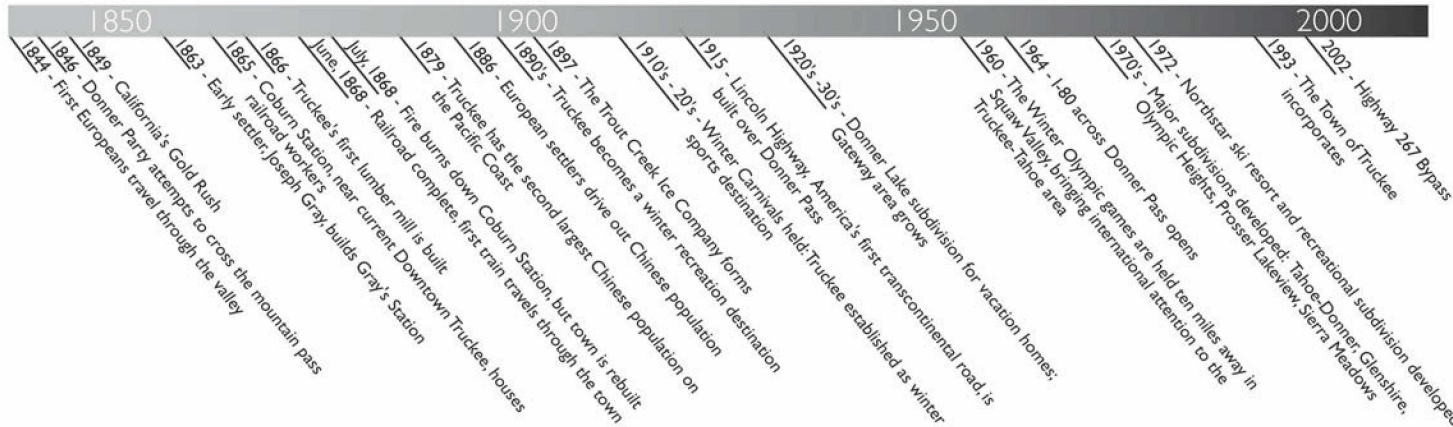 1850 1900 1950 2000
1844 - First Europeans travel through the valley
1846 - Donner Party attempts to cross the mountain pass
1849 - California's Gold Rush
1863 - Early settler, Joseph Gray, builds Gray's Station
1865 - Coburn Station, near current Downtown Truckee, houses
railroad workers
1866 - Truckee's first lumber mill is built
June, 1868 - Railroad complete, first train travels through the town
July, 1868 - Fire burns down Coburn Station, but town is rebuilt
1879 - Truckee has the second largest Chinese population on
the Pacific Coast
1886 - European settlers drive out Chinese population
1890's - Truckee becomes a winter recreation destination
1897 - The Trout Creek Ice Company forms
1910's - 20's - Winter Carnivals held: Truckee established as winter
sports destination
1915 - Lincoln Highway, America's first transcontinental road, is
built over Donner Pass
1920's -30's - Donner Lake subdivision for vacation homes;
Gateway area grows
1960 - The Winter Olympic games are held ten miles away in
Squaw Valley, bringing international attention to the
Truckee-Tahoe area
1964 - I-80 across Donner Pass opens
1970's - Major subdivisions developed: Tahoe-Donner, Glenshire,
Olympic Heights, Prosser Lakeview, Sierra Meadows
1972 - Northstar ski resort and recreational subdivision developed
1993 - The Town of Truckee
incorporates
2002 - Highway 267 Bypass